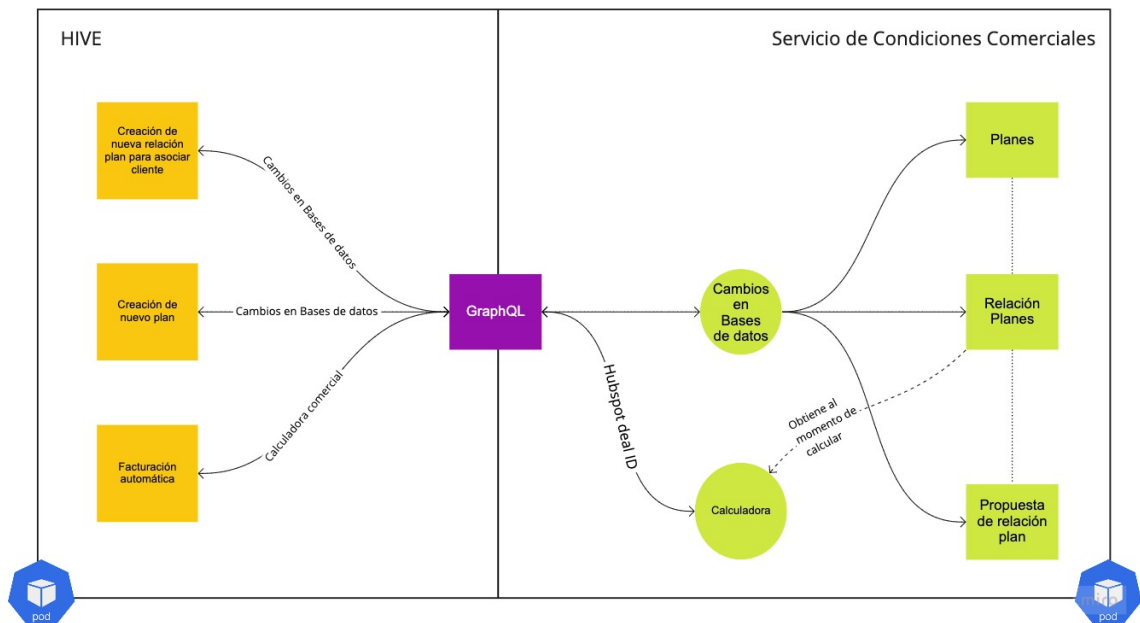 HIVE
Servicio de Condiciones Comerciales
Creación de
nueva relación
plan para asociar
cliente
Cambios en Bases de datos
Creación de
nuevo plan
Cambios en Bases de datos
Facturación
automática
Calculadora comercial
GraphQL
Hubspot deal ID
Cambios
en
Bases
de datos
Calculadora
Obtiene al
momento de
calcular
Planes
Relación
Planes
Propuesta
de relación
plan
pod
miro
pod